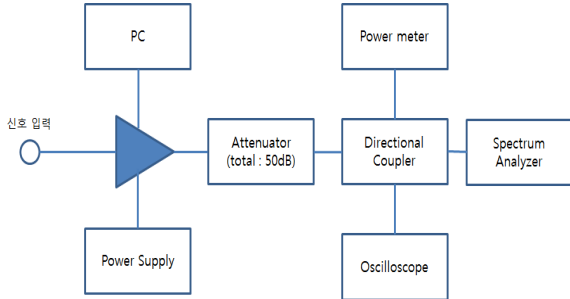 PC
Power meter
신호 입력
Attenuator
(total : 50dB)
Directional
Coupler
Spectrum
Analyzer
Power Supply
Oscilloscope